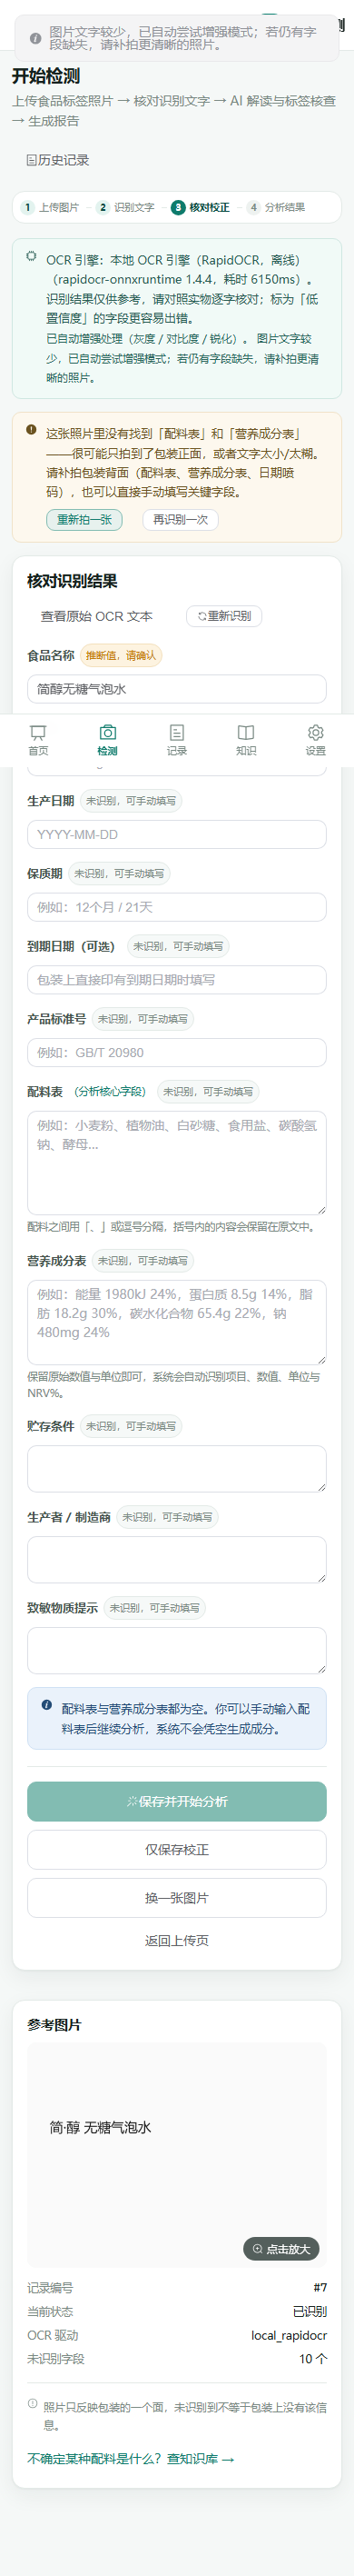 图片文字较少，已自动尝试增强模式；若仍有字
段缺失，请补拍更清晰的照片。
开始检测
上传食品标签照片 → 核对识别文字 → AI 解读与标签核查
→ 生成报告
历史记录
1 上传图片 2 识别文字 3 核对校正 4 分析结果
OCR 引擎：本地 OCR 引擎（RapidOCR，离线）
（rapidocr-onnxruntime 1.4.4，耗时 6150ms）。
识别结果仅供参考，请对照实物逐字核对；标为「低
置信度」的字段更容易出错。
已自动增强处理（灰度 / 对比度 / 锐化）。 图片文字较
少，已自动尝试增强模式；若仍有字段缺失，请补拍更清
晰的照片。
这张照片里没有找到「配料表」和「营养成分表」
——很可能只拍到了包装正面，或者文字太小/太糊。
请补拍包装背面（配料表、营养成分表、日期喷
码），也可以直接手动填写关键字段。
重新拍一张 再识别一次
核对识别结果
查看原始 OCR 文本 重新识别
食品名称 推断值，请确认
简醇无糖气泡水
首页 检测 记录 知识 设置
生产日期 未识别，可手动填写
YYYY-MM-DD
保质期 未识别，可手动填写
例如：12个月 / 21天
到期日期（可选） 未识别，可手动填写
包装上直接印有到期日期时填写
产品标准号 未识别，可手动填写
例如：GB/T 20980
配料表 （分析核心字段） 未识别，可手动填写
例如：小麦粉、植物油、白砂糖、食用盐、碳酸氢
钠、酵母...
配料之间用「、」或逗号分隔，括号内的内容会保留在原文中。
营养成分表 未识别，可手动填写
例如：能量 1980kJ 24%，蛋白质 8.5g 14%，脂
肪 18.2g 30%，碳水化合物 65.4g 22%，钠
480mg 24%
保留原始数值与单位即可，系统会自动识别项目、数值、单位与
NRV%。
贮存条件 未识别，可手动填写
生产者 / 制造商 未识别，可手动填写
致敏物质提示 未识别，可手动填写
配料表与营养成分表都为空。你可以手动输入配
料表后继续分析，系统不会凭空生成成分。
保存并开始分析
仅保存校正
换一张图片
返回上传页
参考图片
简·醇 无糖气泡水
点击放大
记录编号 #7
当前状态 已识别
OCR 驱动 local_rapidocr
未识别字段 10 个
照片只反映包装的一个面，未识别到不等于包装上没有该信
息。
不确定某种配料是什么？查知识库 →